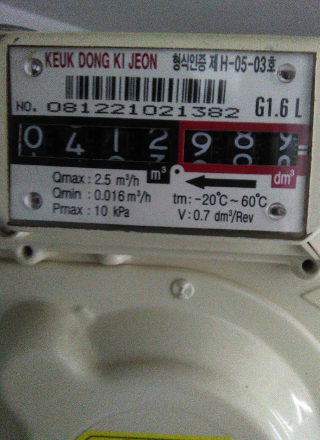 KEUK DONG KI JEON 형식인증 제 H-05-03호
NO. 081221021382 G1.6 L
0 4 1 2 9 8
m³ dm³
Qmax : 2.5 m³/h
Qmin : 0.016 m³/h tm: -20°C ~ 60°C
Pmax : 10 kPa V: 0.7 dm³/Rev